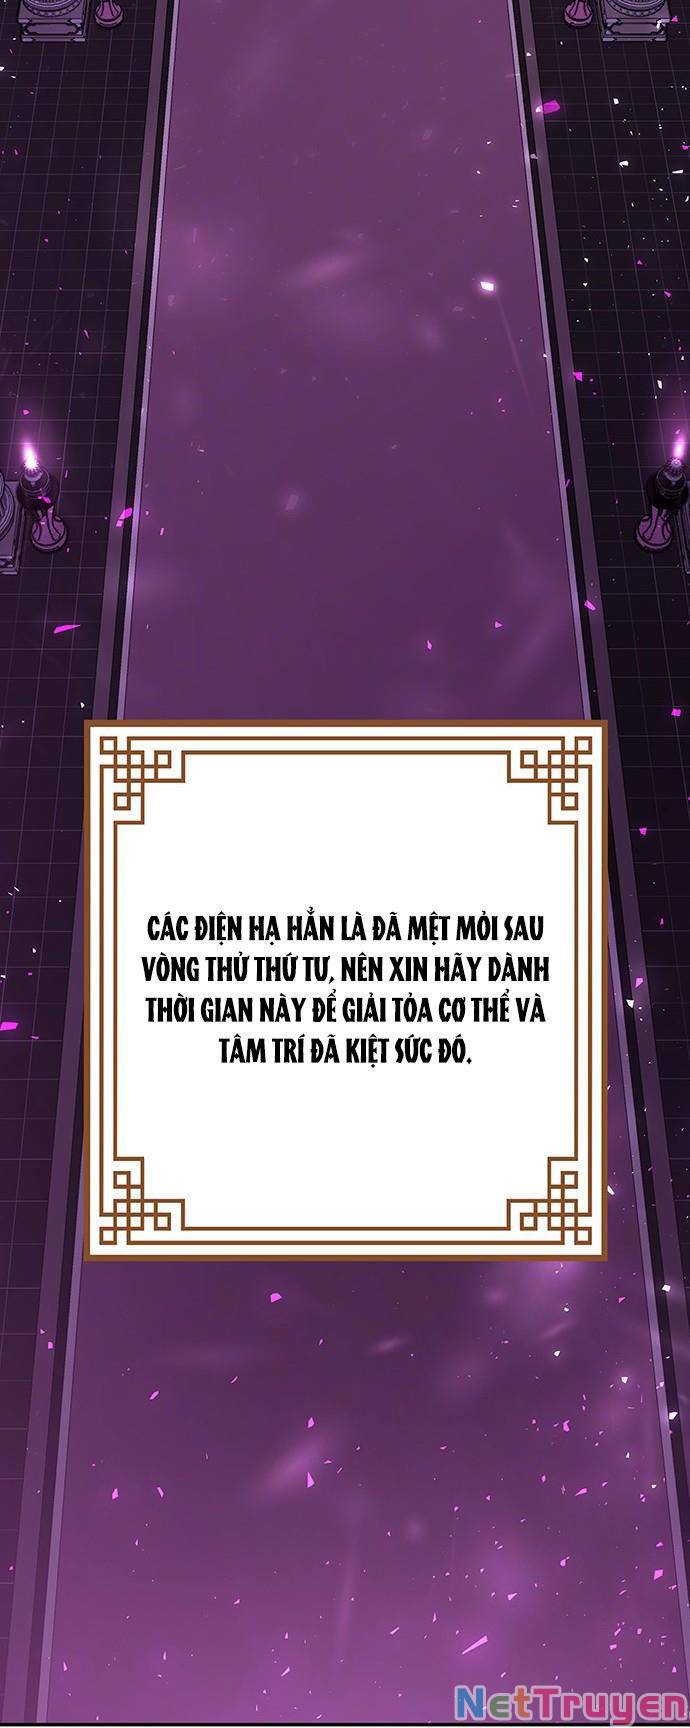 CÁC ĐIỆN HẠ HẲN LÀ ĐÃ MỆT MỎI SAU
VÒNG THỬ THỨ TƯ, NÊN XIN HÃY DÀNH
THỜI GIAN NÀY ĐỂ GIẢI TỎA CƠ THỂ VÀ
TÂM TRÍ ĐÃ KIỆT SỨC ĐÓ.
NetTruyen